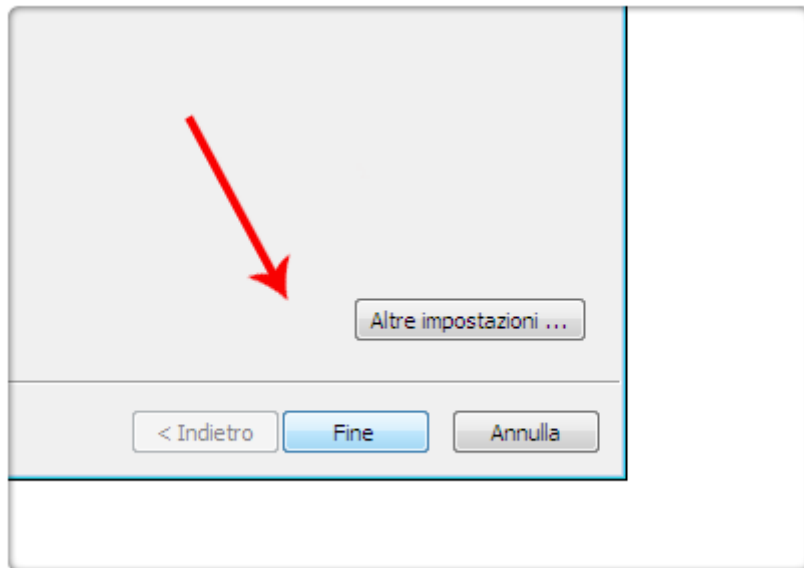 Altre impostazioni ...
< Indietro Fine Annulla